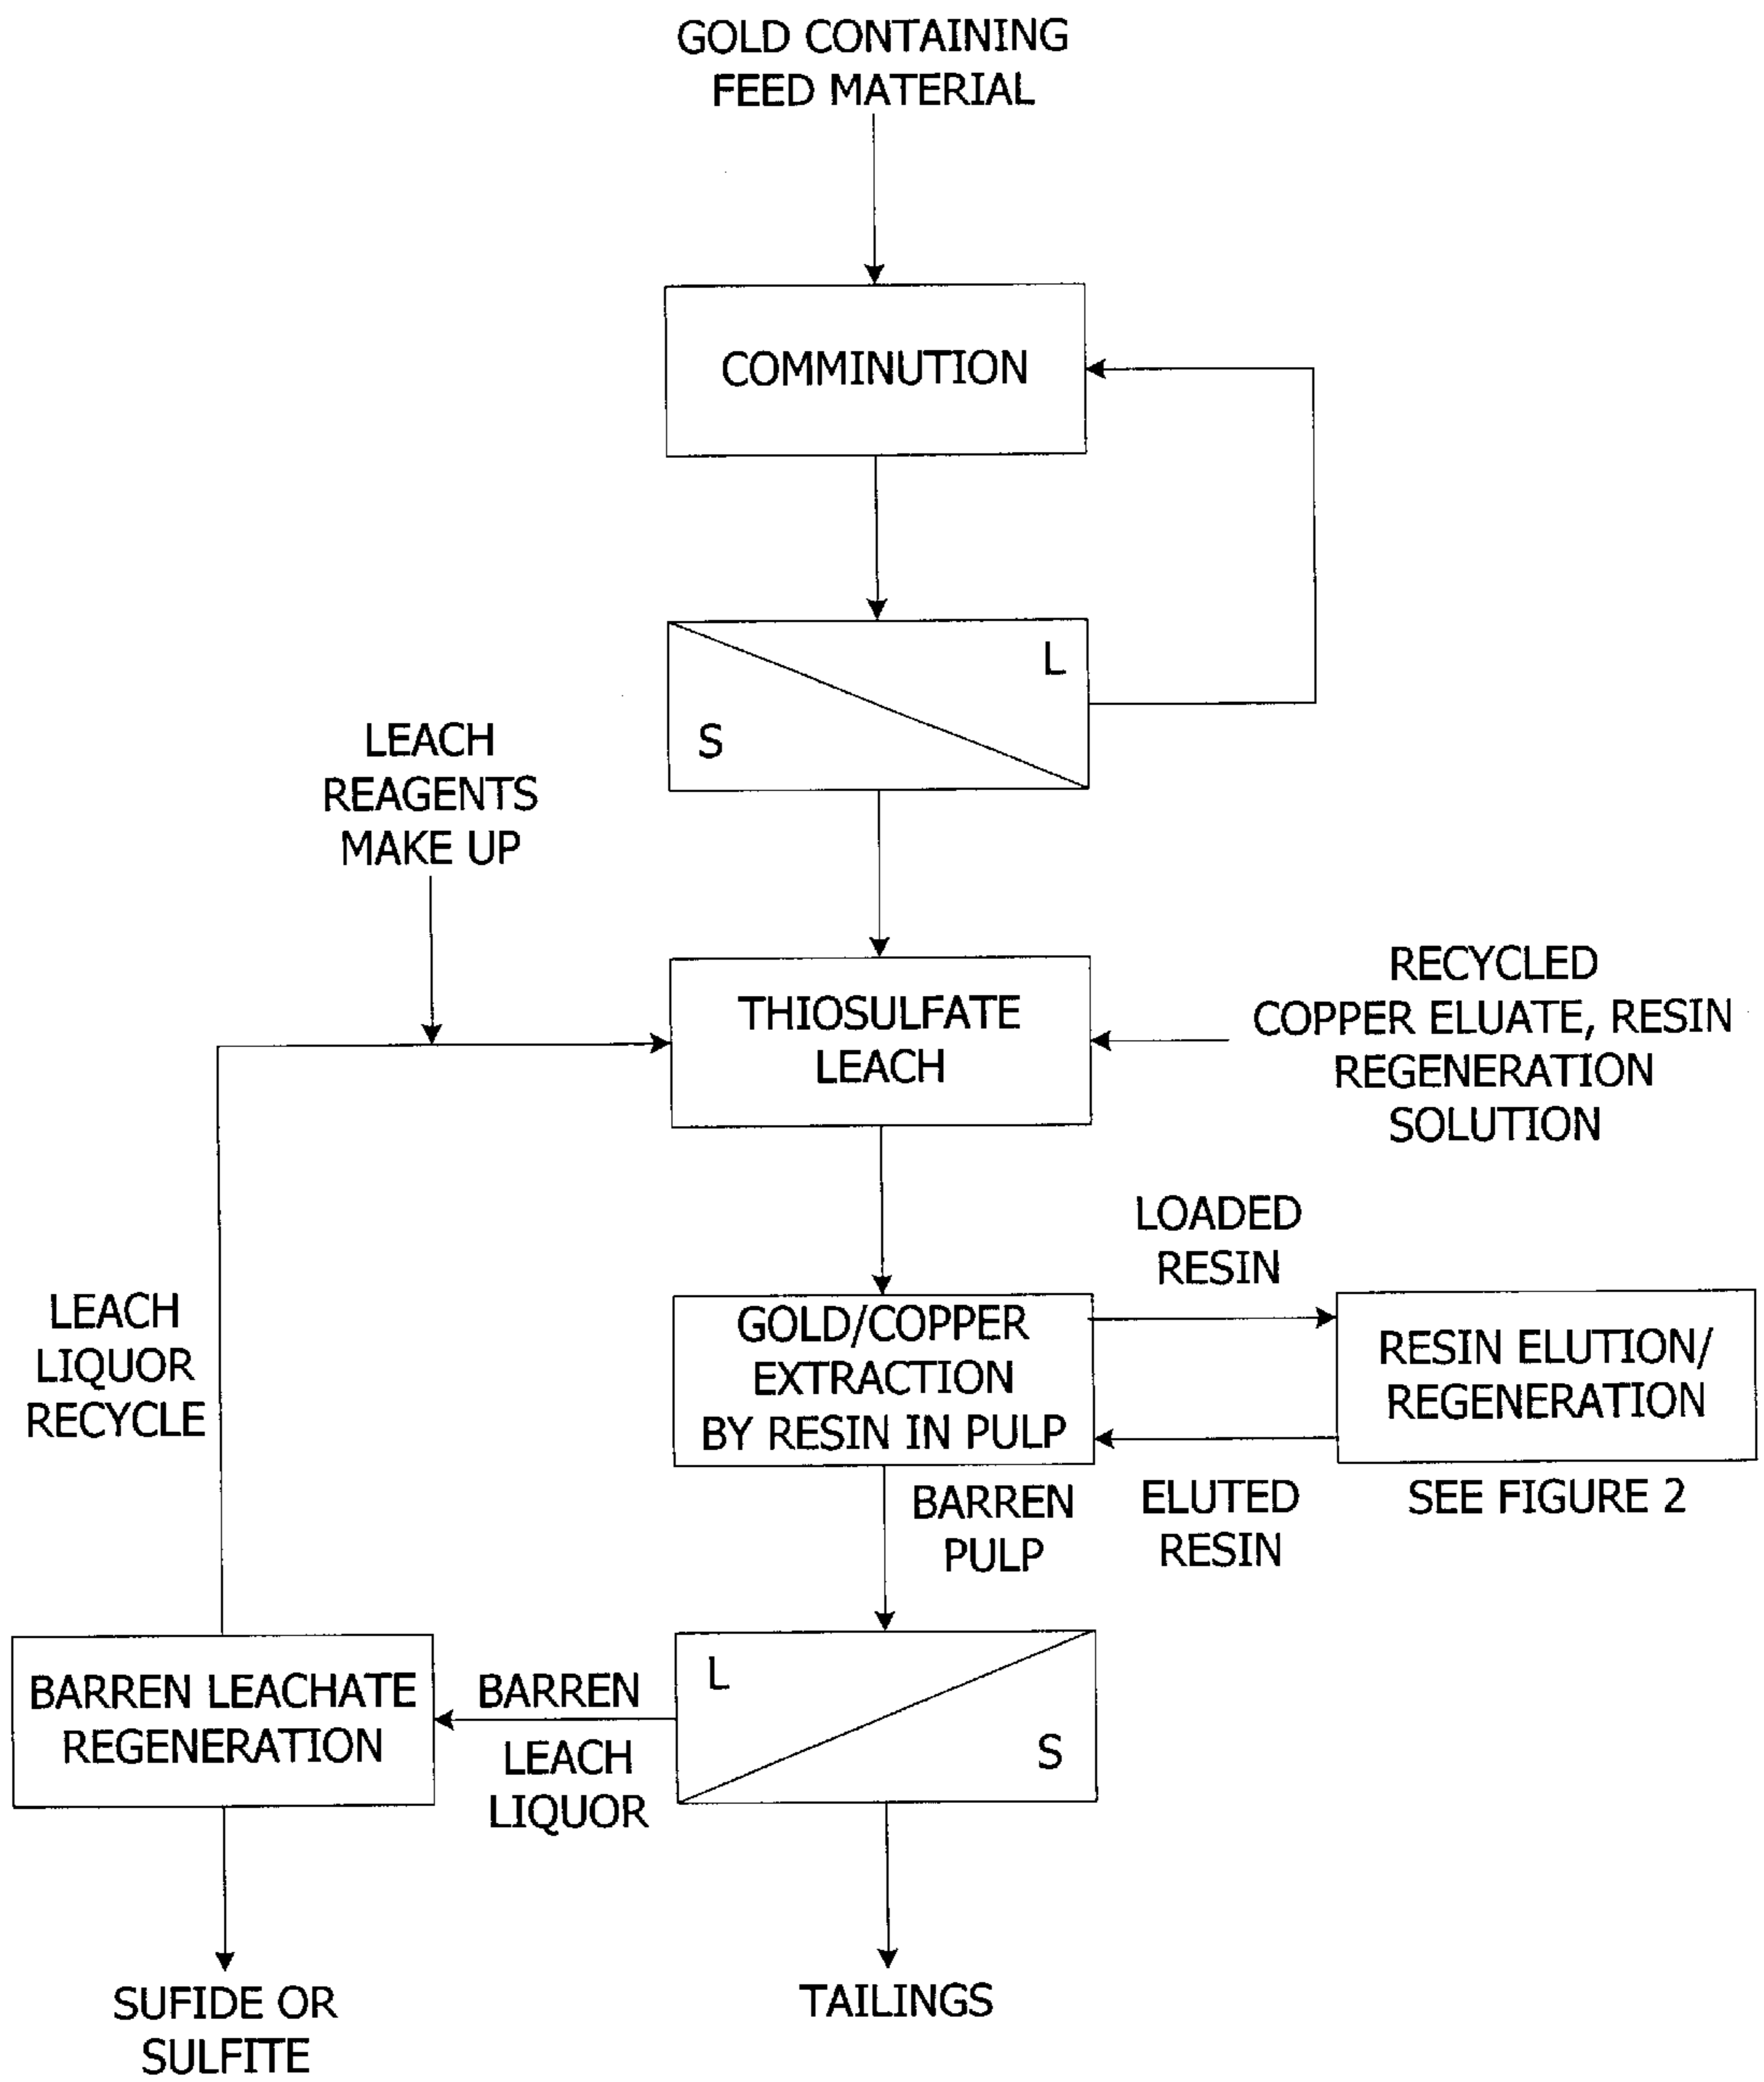 GOLD CONTAINING
FEED MATERIAL
COMMINUTION
L
S
LEACH
REAGENTS
MAKE UP
THIOSULFATE
LEACH
RECYCLED
COPPER ELUATE, RESIN
REGENERATION
SOLUTION
LOADED
RESIN
LEACH
LIQUOR
RECYCLE
GOLD/COPPER
EXTRACTION
BY RESIN IN PULP
RESIN ELUTION/
REGENERATION
BARREN
PULP
ELUTED
RESIN
SEE FIGURE 2
BARREN LEACHATE
REGENERATION
BARREN
LEACH
LIQUOR
L
S
SUFIDE OR
SULFITE
TAILINGS